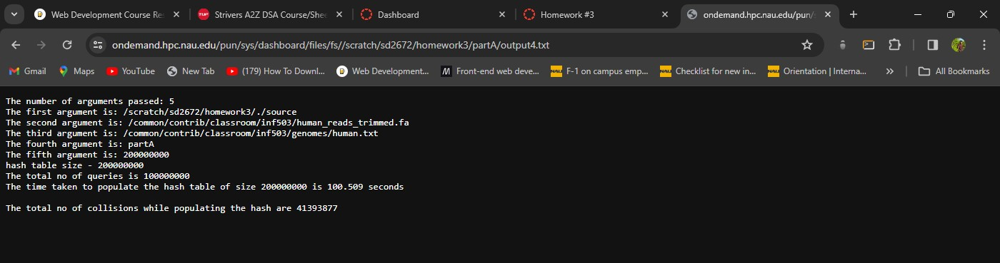 Web Development Course Res
Strivers A2Z DSA Course/Shee
Dashboard
Homework #3
ondemand.hpc.nau.edu/pun/s
ondemand.hpc.nau.edu/pun/sys/dashboard/files/fs//scratch/sd2672/homework3/partA/output4.txt
Gmail
Maps
YouTube
New Tab
(179) How To Downl...
Web Development...
Front-end web deve...
F-1 on campus emp...
Checklist for new in...
Orientation | Interna...
All Bookmarks
The number of arguments passed: 5
The first argument is: /scratch/sd2672/homework3/./source
The second argument is: /common/contrib/classroom/inf503/human_reads_trimmed.fa
The third argument is: /common/contrib/classroom/inf503/genomes/human.txt
The fourth argument is: partA
The fifth argument is: 200000000
hash table size - 200000000
The total no of queries is 100000000
The time taken to populate the hash table of size 200000000 is 100.509 seconds
The total no of collisions while populating the hash are 41393877